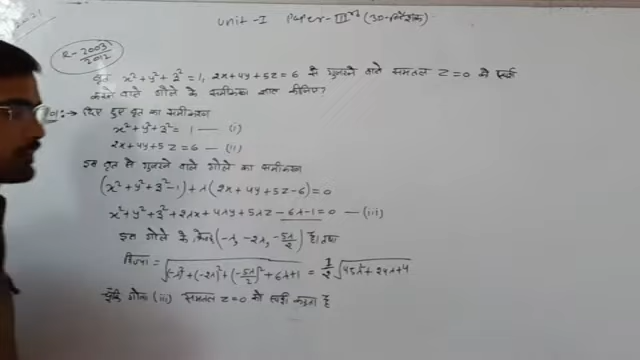 Unit - I Paper - III rd (3D-निर्देशांक)
R-2003/2012
वृत्त x²+y²+z²=1, 2x+4y+5z=6 से गुजरने वाले समतल z=0 को स्पर्श
करने वाले गोले के समीकरण ज्ञात कीजिए?
हल:→ दिए हुए वृत्त का समीकरण
x²+y²+z²=1 —— (i)
2x+4y+5z=6 —— (ii)
इस वृत्त से गुजरने वाले गोले का समीकरण
(x²+y²+z²-1)+λ(2x+4y+5z-6)=0
x²+y²+z²+2λx+4λy+5λz-6λ-1=0 —(iii)
इस गोले के केन्द्र (-λ, -2λ, -5λ/2) है। तथा
त्रिज्या = √((-λ)²+(-2λ)²+(-5λ/2)²+6λ+1) = 1/2 √(45λ²+24λ+4)
चूँकि गोला (iii) समतल z=0 को स्पर्श करता है